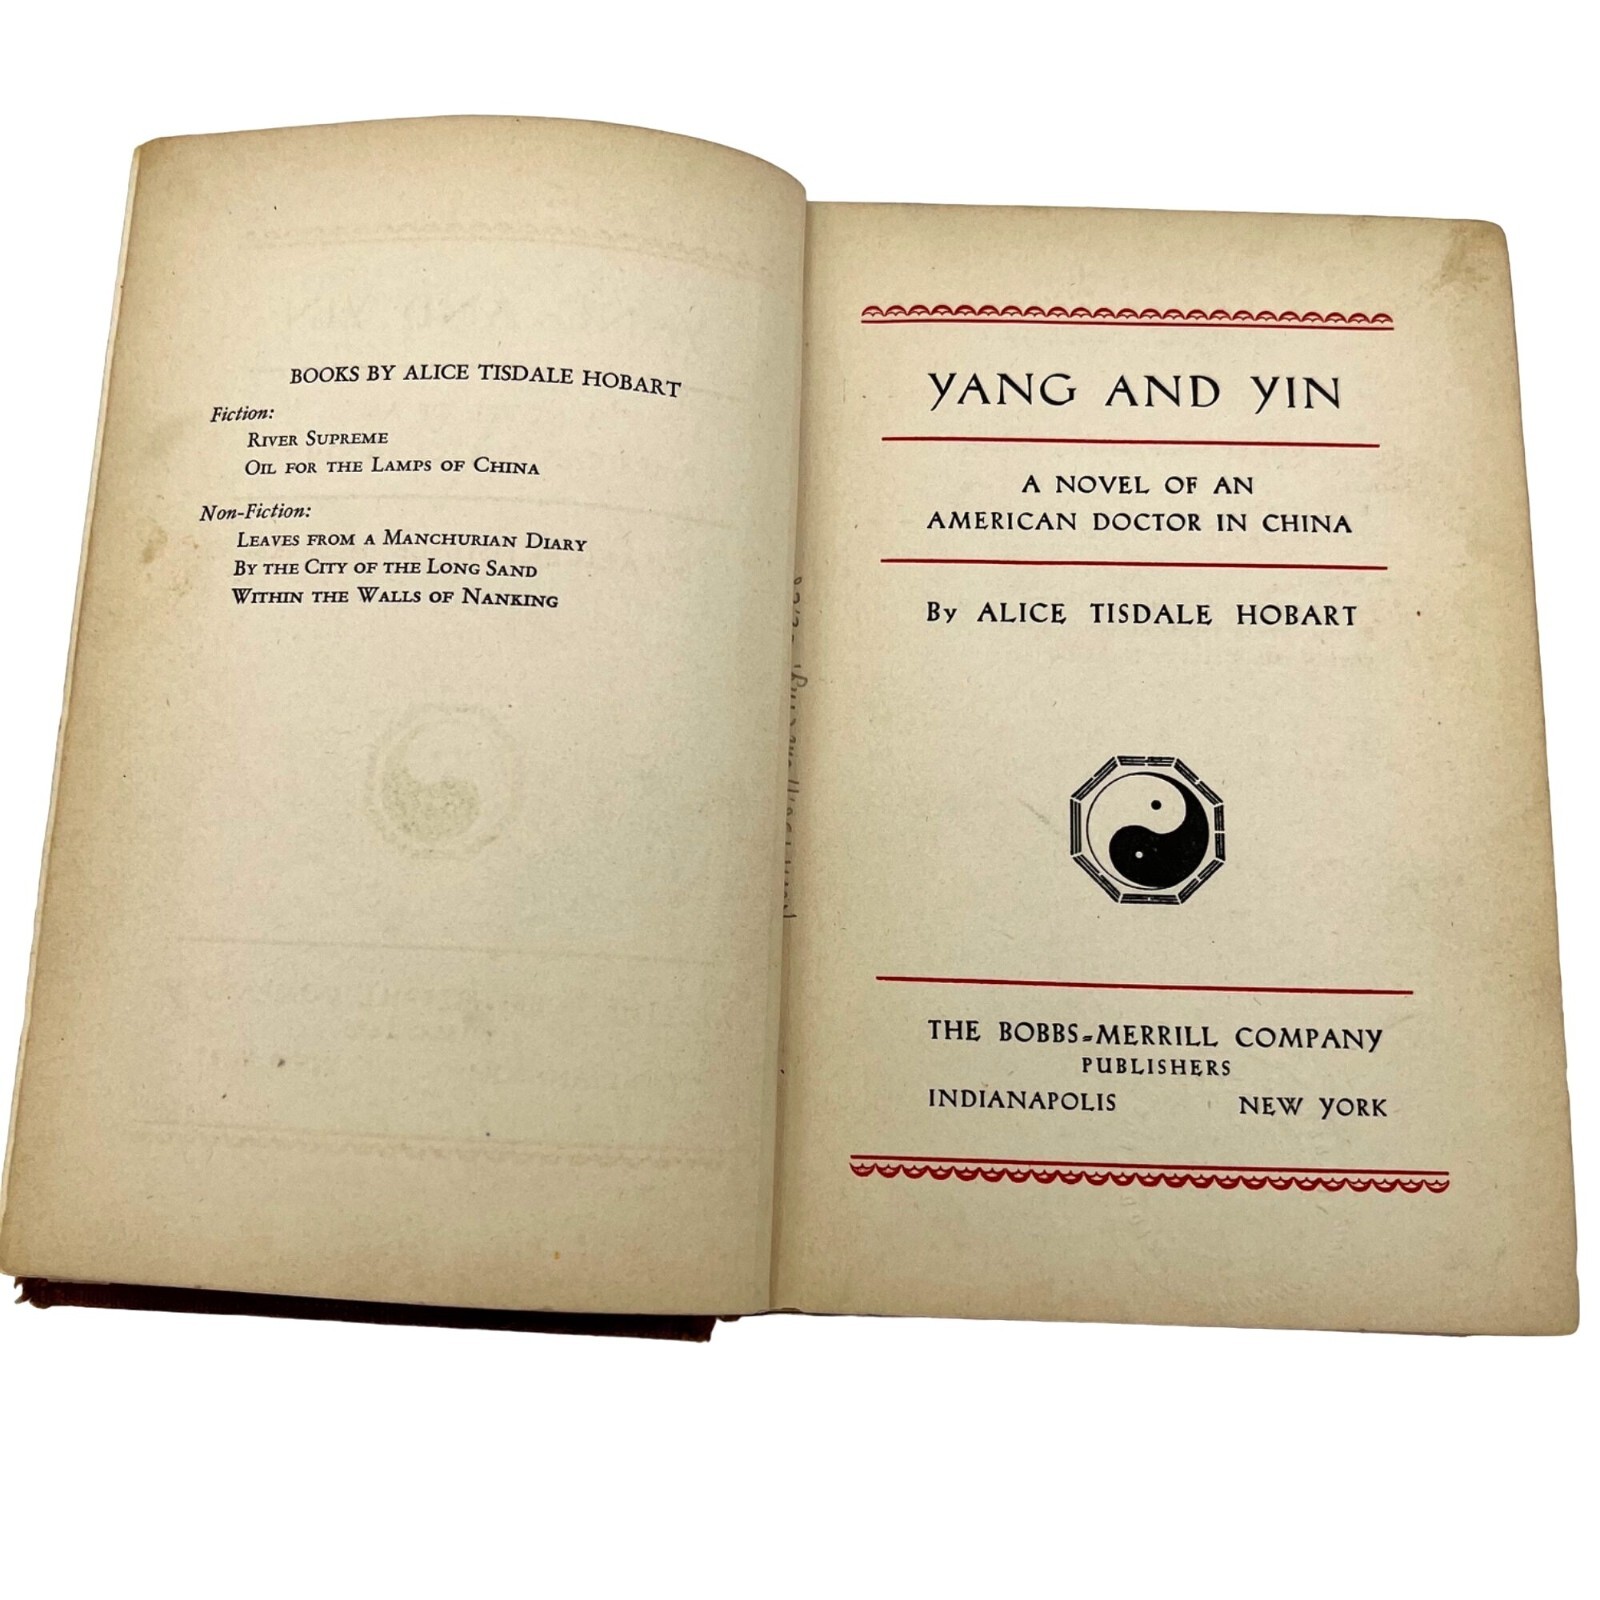 BOOKS BY ALICE TISDALE HOBART
Fiction:
RIVER SUPREME
OIL FOR THE LAMPS OF CHINA
Non-Fiction:
LEAVES FROM A MANCHURIAN DIARY
BY THE CITY OF THE LONG SAND
WITHIN THE WALLS OF NANKING
YANG AND YIN
A NOVEL OF AN
AMERICAN DOCTOR IN CHINA
By ALICE TISDALE HOBART
THE BOBBS-MERRILL COMPANY
PUBLISHERS
INDIANAPOLIS NEW YORK